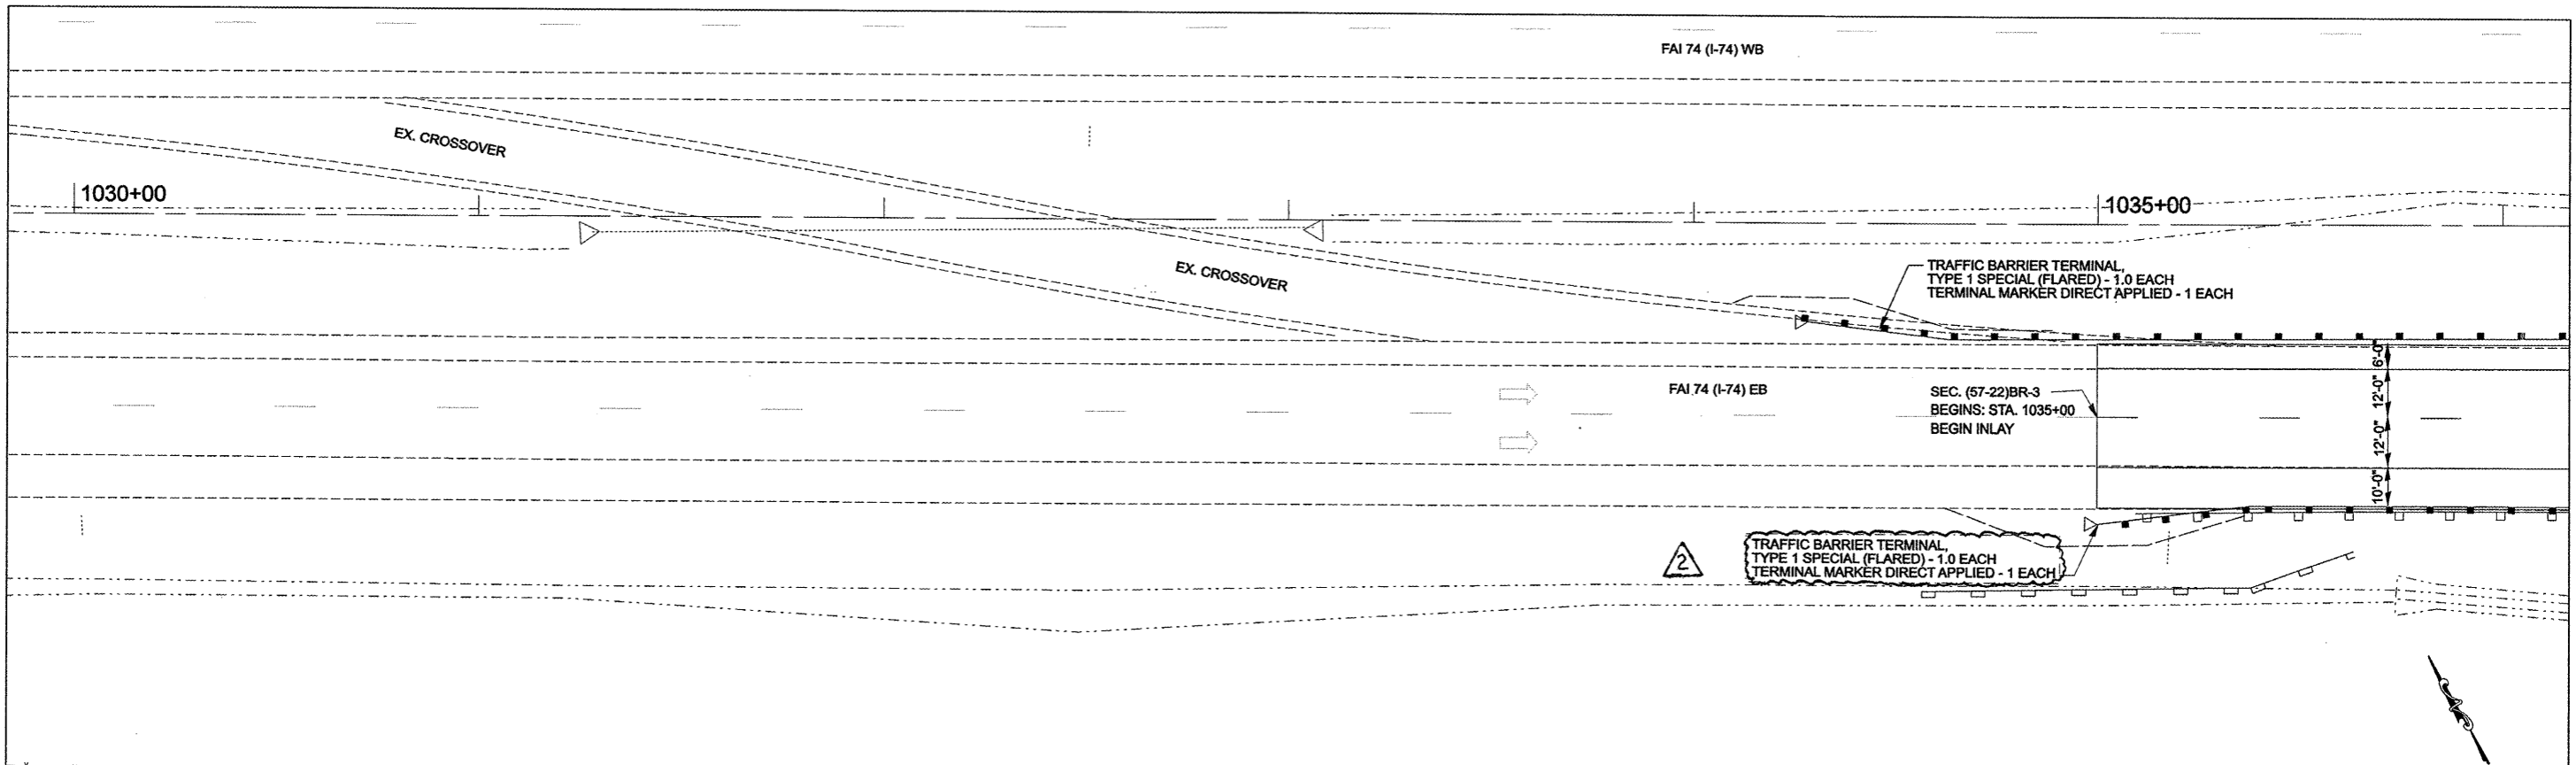 FAI 74 (I-74) WB
EX. CROSSOVER
1030+00
1035+00
EX. CROSSOVER
TRAFFIC BARRIER TERMINAL,
TYPE 1 SPECIAL (FLARED) - 1.0 EACH
TERMINAL MARKER DIRECT APPLIED - 1 EACH
FAI 74 (I-74) EB
SEC. (57-22)BR-3
BEGINS: STA. 1035+00
BEGIN INLAY
6'-0"
12'-0"
12'-0"
10'-0"
2
TRAFFIC BARRIER TERMINAL,
TYPE 1 SPECIAL (FLARED) - 1.0 EACH
TERMINAL MARKER DIRECT APPLIED - 1 EACH